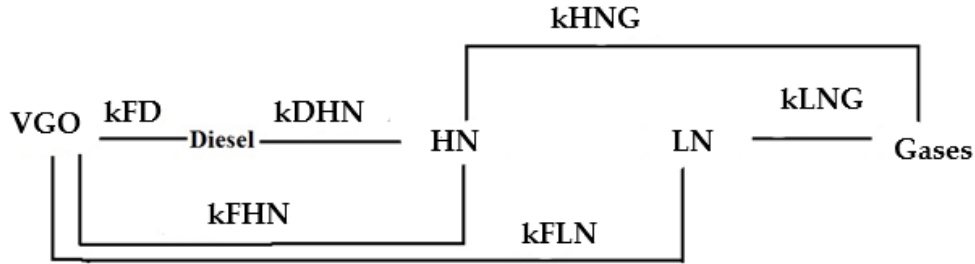 kHNG
VGO kFD Diesel kDHN HN LN kLNG Gases
kFHN
kFLN